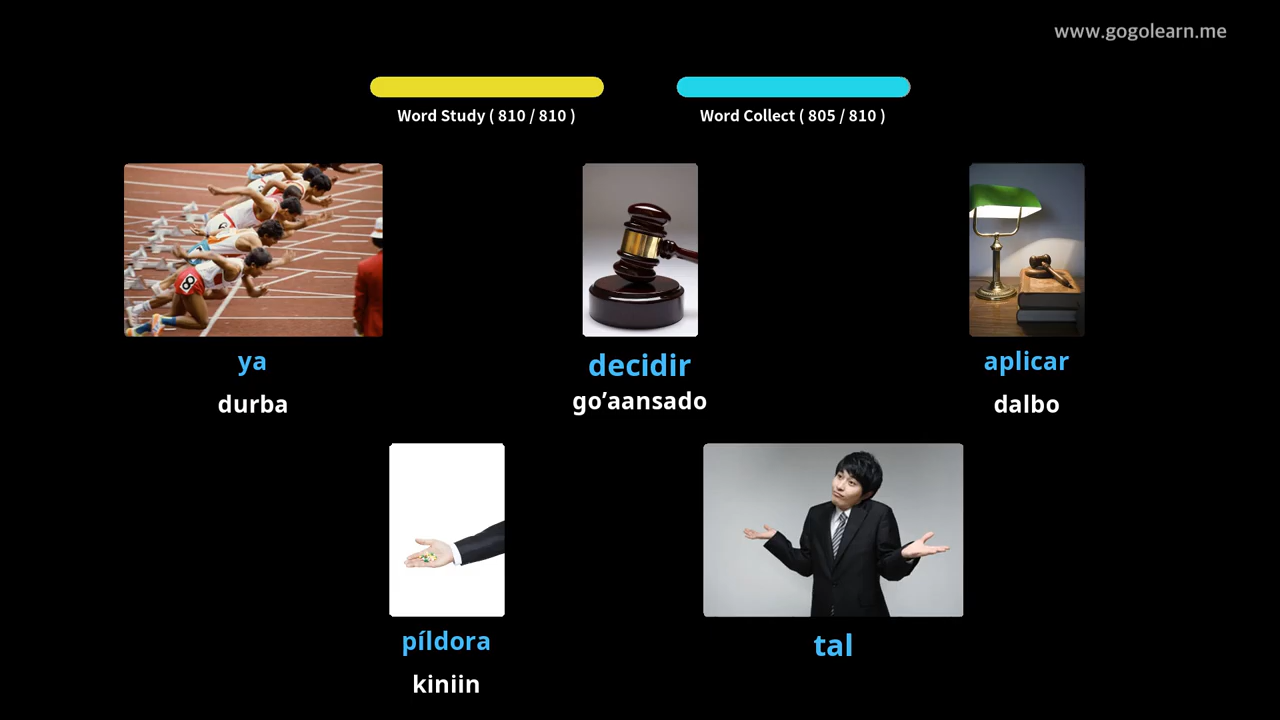 www.gogolearn.me
Word Study ( 810 / 810 )
Word Collect ( 805 / 810 )
ya
durba
decidir
go’aansado
aplicar
dalbo
8
píldora
kiniin
tal